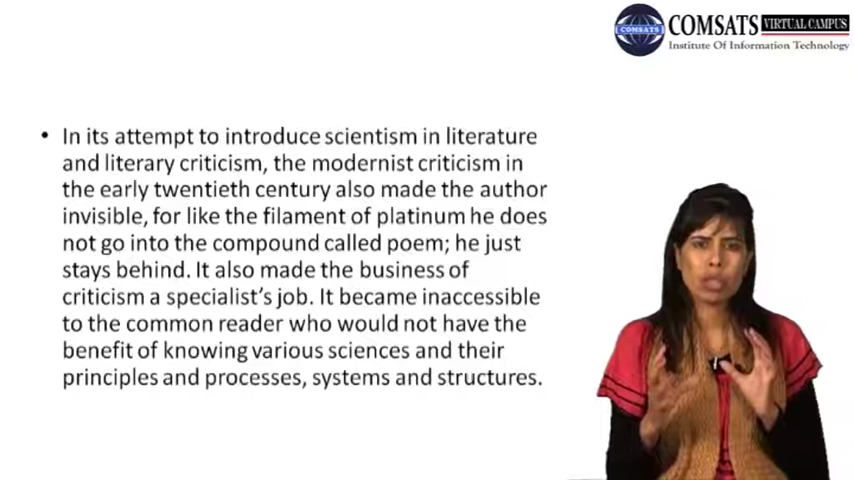 COMSATS
COMSATS VIRTUAL CAMPUS
Institute Of Information Technology
• In its attempt to introduce scientism in literature
and literary criticism, the modernist criticism in
the early twentieth century also made the author
invisible, for like the filament of platinum he does
not go into the compound called poem; he just
stays behind. It also made the business of
criticism a specialist's job. It became inaccessible
to the common reader who would not have the
benefit of knowing various sciences and their
principles and processes, systems and structures.